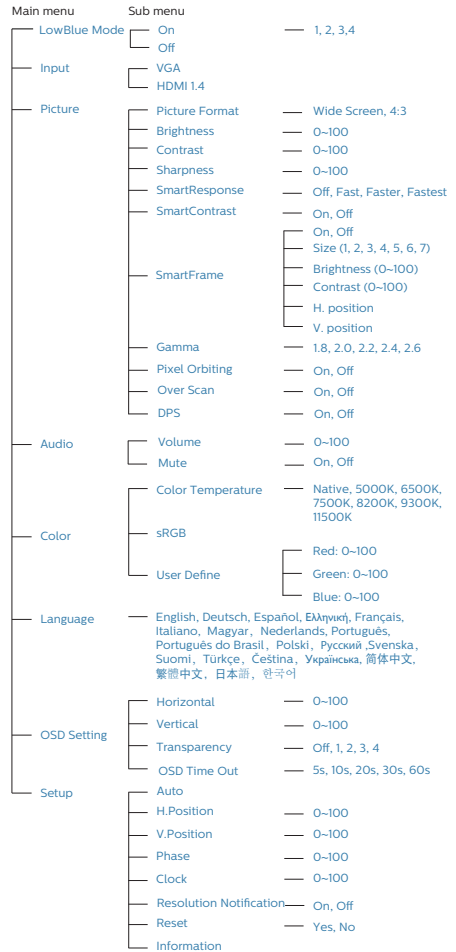 Main menu Sub menu
LowBlue Mode On 1, 2, 3,4
Off
Input VGA
HDMI 1.4
Picture Picture Format Wide Screen, 4:3
Brightness 0~100
Contrast 0~100
Sharpness 0~100
SmartResponse Off, Fast, Faster, Fastest
SmartContrast On, Off
On, Off
Size (1, 2, 3, 4, 5, 6, 7)
SmartFrame Brightness (0~100)
Contrast (0~100)
H. position
V. position
Gamma 1.8, 2.0, 2.2, 2.4, 2.6
Pixel Orbiting On, Off
Over Scan On, Off
DPS On, Off
Audio Volume 0~100
Mute On, Off
Color Color Temperature Native, 5000K, 6500K,
7500K, 8200K, 9300K,
11500K
sRGB
Red: 0~100
User Define Green: 0~100
Blue: 0~100
Language English, Deutsch, Español, Ελληνική, Français,
Italiano, Magyar, Nederlands, Português,
Português do Brasil, Polski, Русский ,Svenska,
Suomi, Türkçe, Čeština, Українська, 简体中文,
繁體中文, 日本語, 한국어
OSD Setting Horizontal 0~100
Vertical 0~100
Transparency Off, 1, 2, 3, 4
OSD Time Out 5s, 10s, 20s, 30s, 60s
Setup Auto
H.Position 0~100
V.Position 0~100
Phase 0~100
Clock 0~100
Resolution Notification On, Off
Reset Yes, No
Information